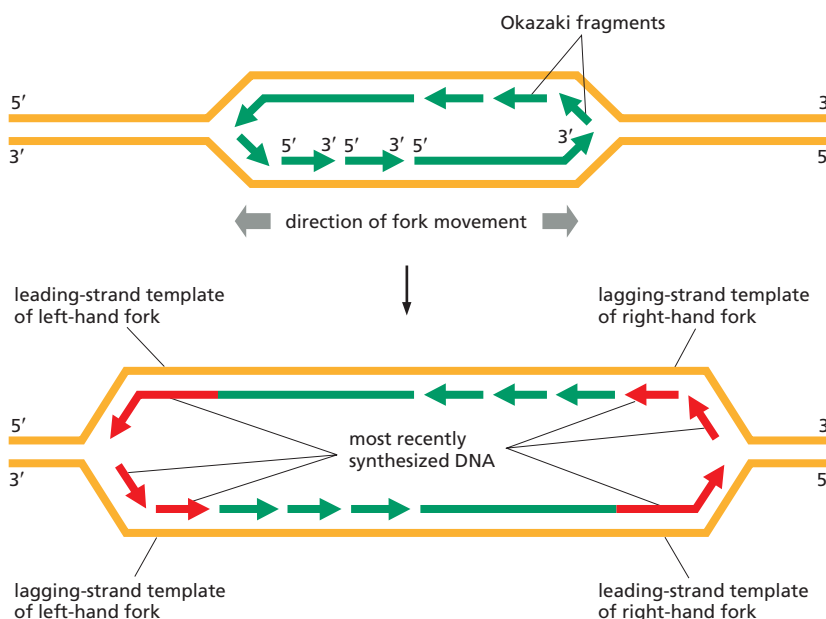 Okazaki fragments
5′
3′
3′
5′
5′ 3′ 5′ 3′ 5′ 3′
direction of fork movement
leading-strand template
of left-hand fork
lagging-strand template
of right-hand fork
5′
3′
most recently
synthesized DNA
3′
5′
lagging-strand template
of left-hand fork
leading-strand template
of right-hand fork